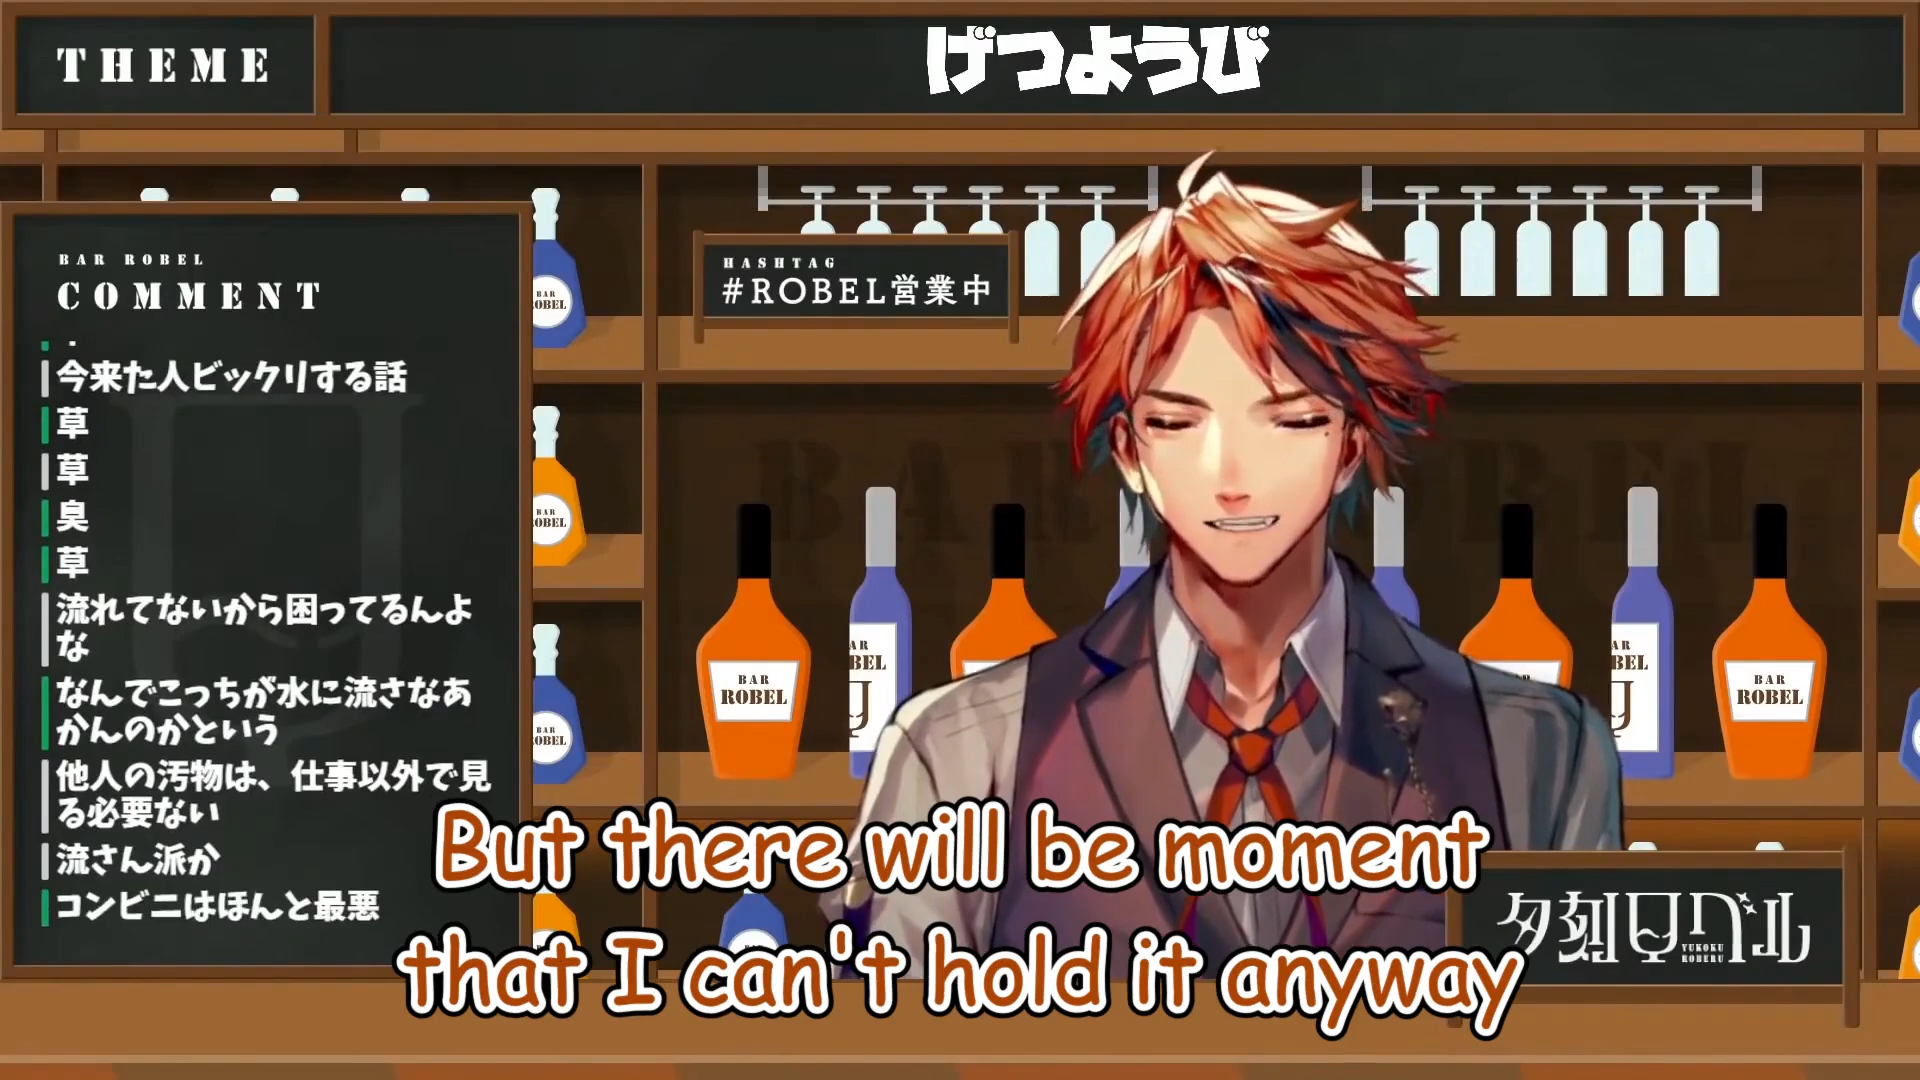 THEME
げつようび
BAR ROBEL
COMMENT
今来た人ビックリする話
草
草
臭
草
流れてないから困ってるんよ
な
なんでこっちが水に流さなあ
かんのかという
他人の汚物は、仕事以外で見
る必要ない
流さん派か
コンビニはほんと最悪
HASHTAG
#ROBEL営業中
BAR ROBEL
BAR
ROBEL
BAR
ROBEL
But there will be moment
that I can't hold it anyway
夕刻ロベル
YUKOKU
ROBERU